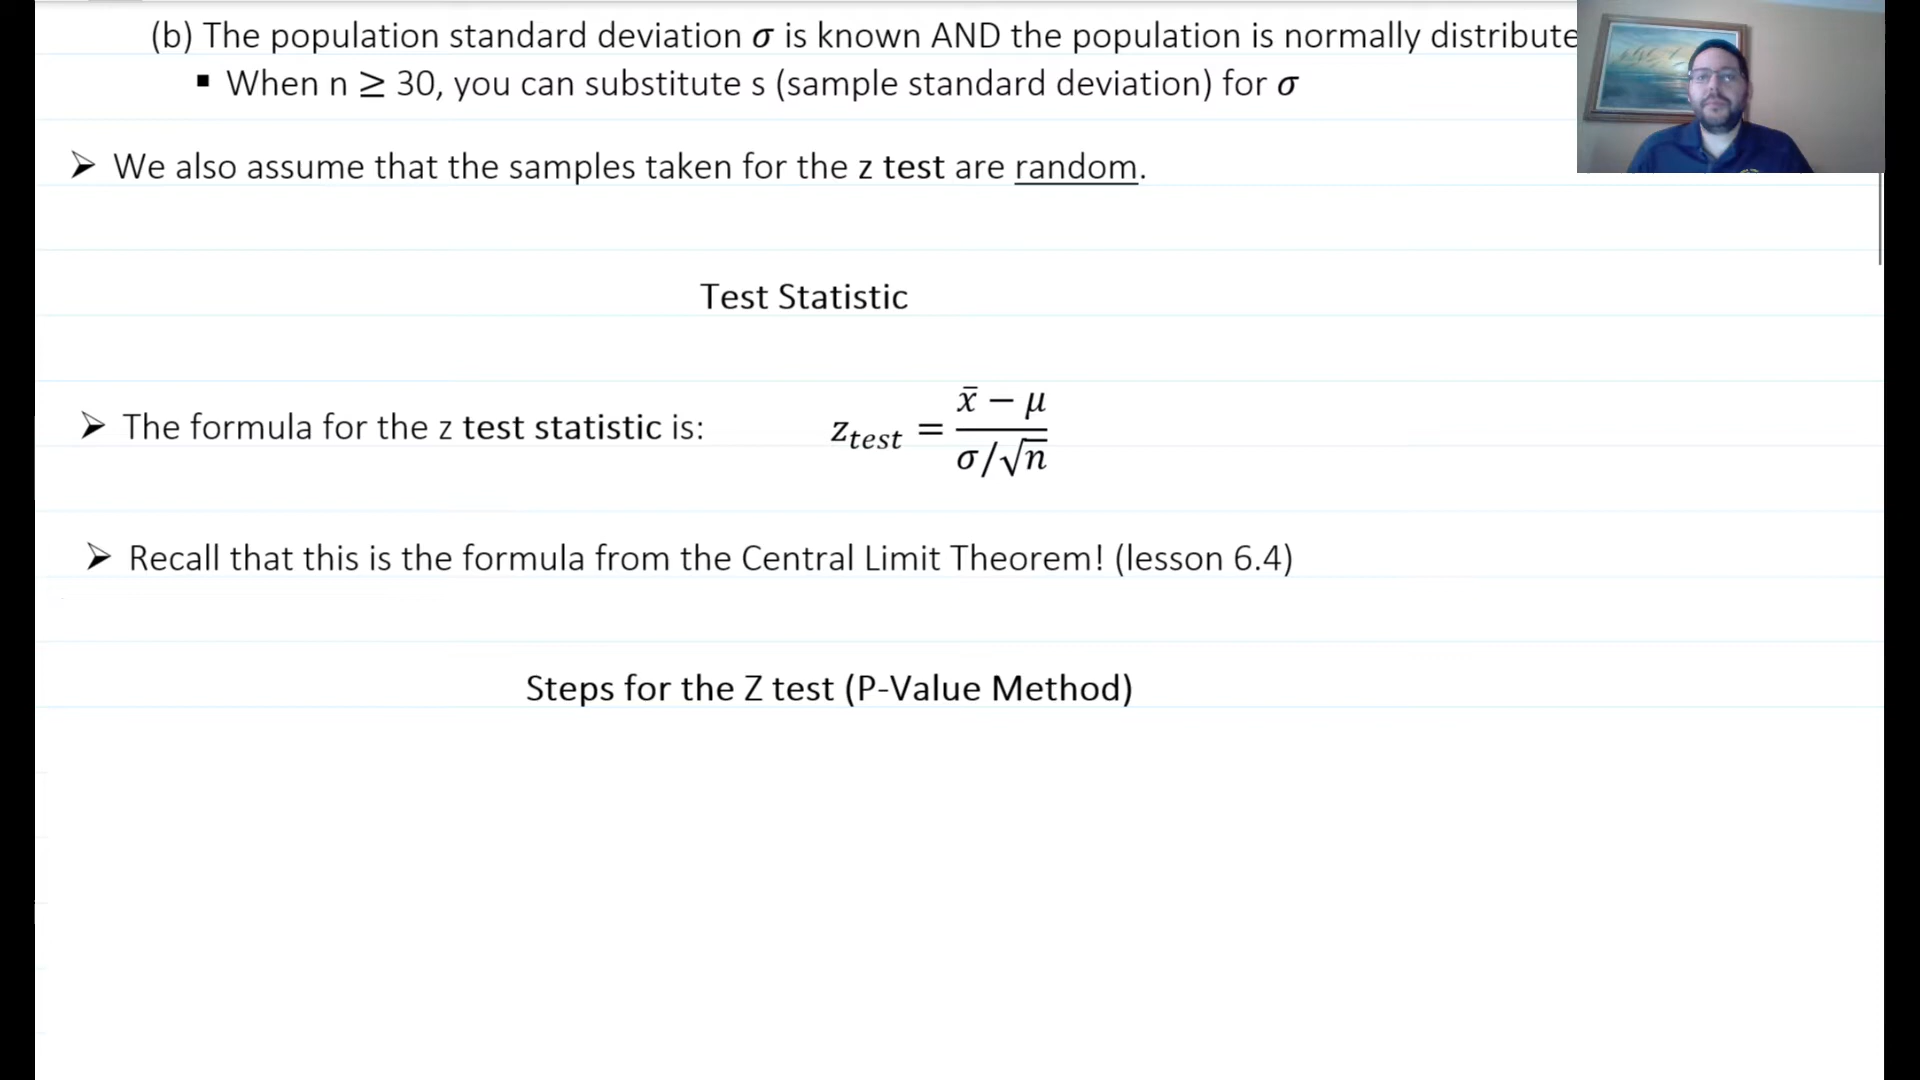 (b) The population standard deviation σ is known AND the population is normally distribute
▪ When n ≥ 30, you can substitute s (sample standard deviation) for σ
➢ We also assume that the samples taken for the z test are random.
Test Statistic
➢ The formula for the z test statistic is: z_test = (x̄ − μ) / (σ/√n)
➢ Recall that this is the formula from the Central Limit Theorem! (lesson 6.4)
Steps for the Z test (P-Value Method)